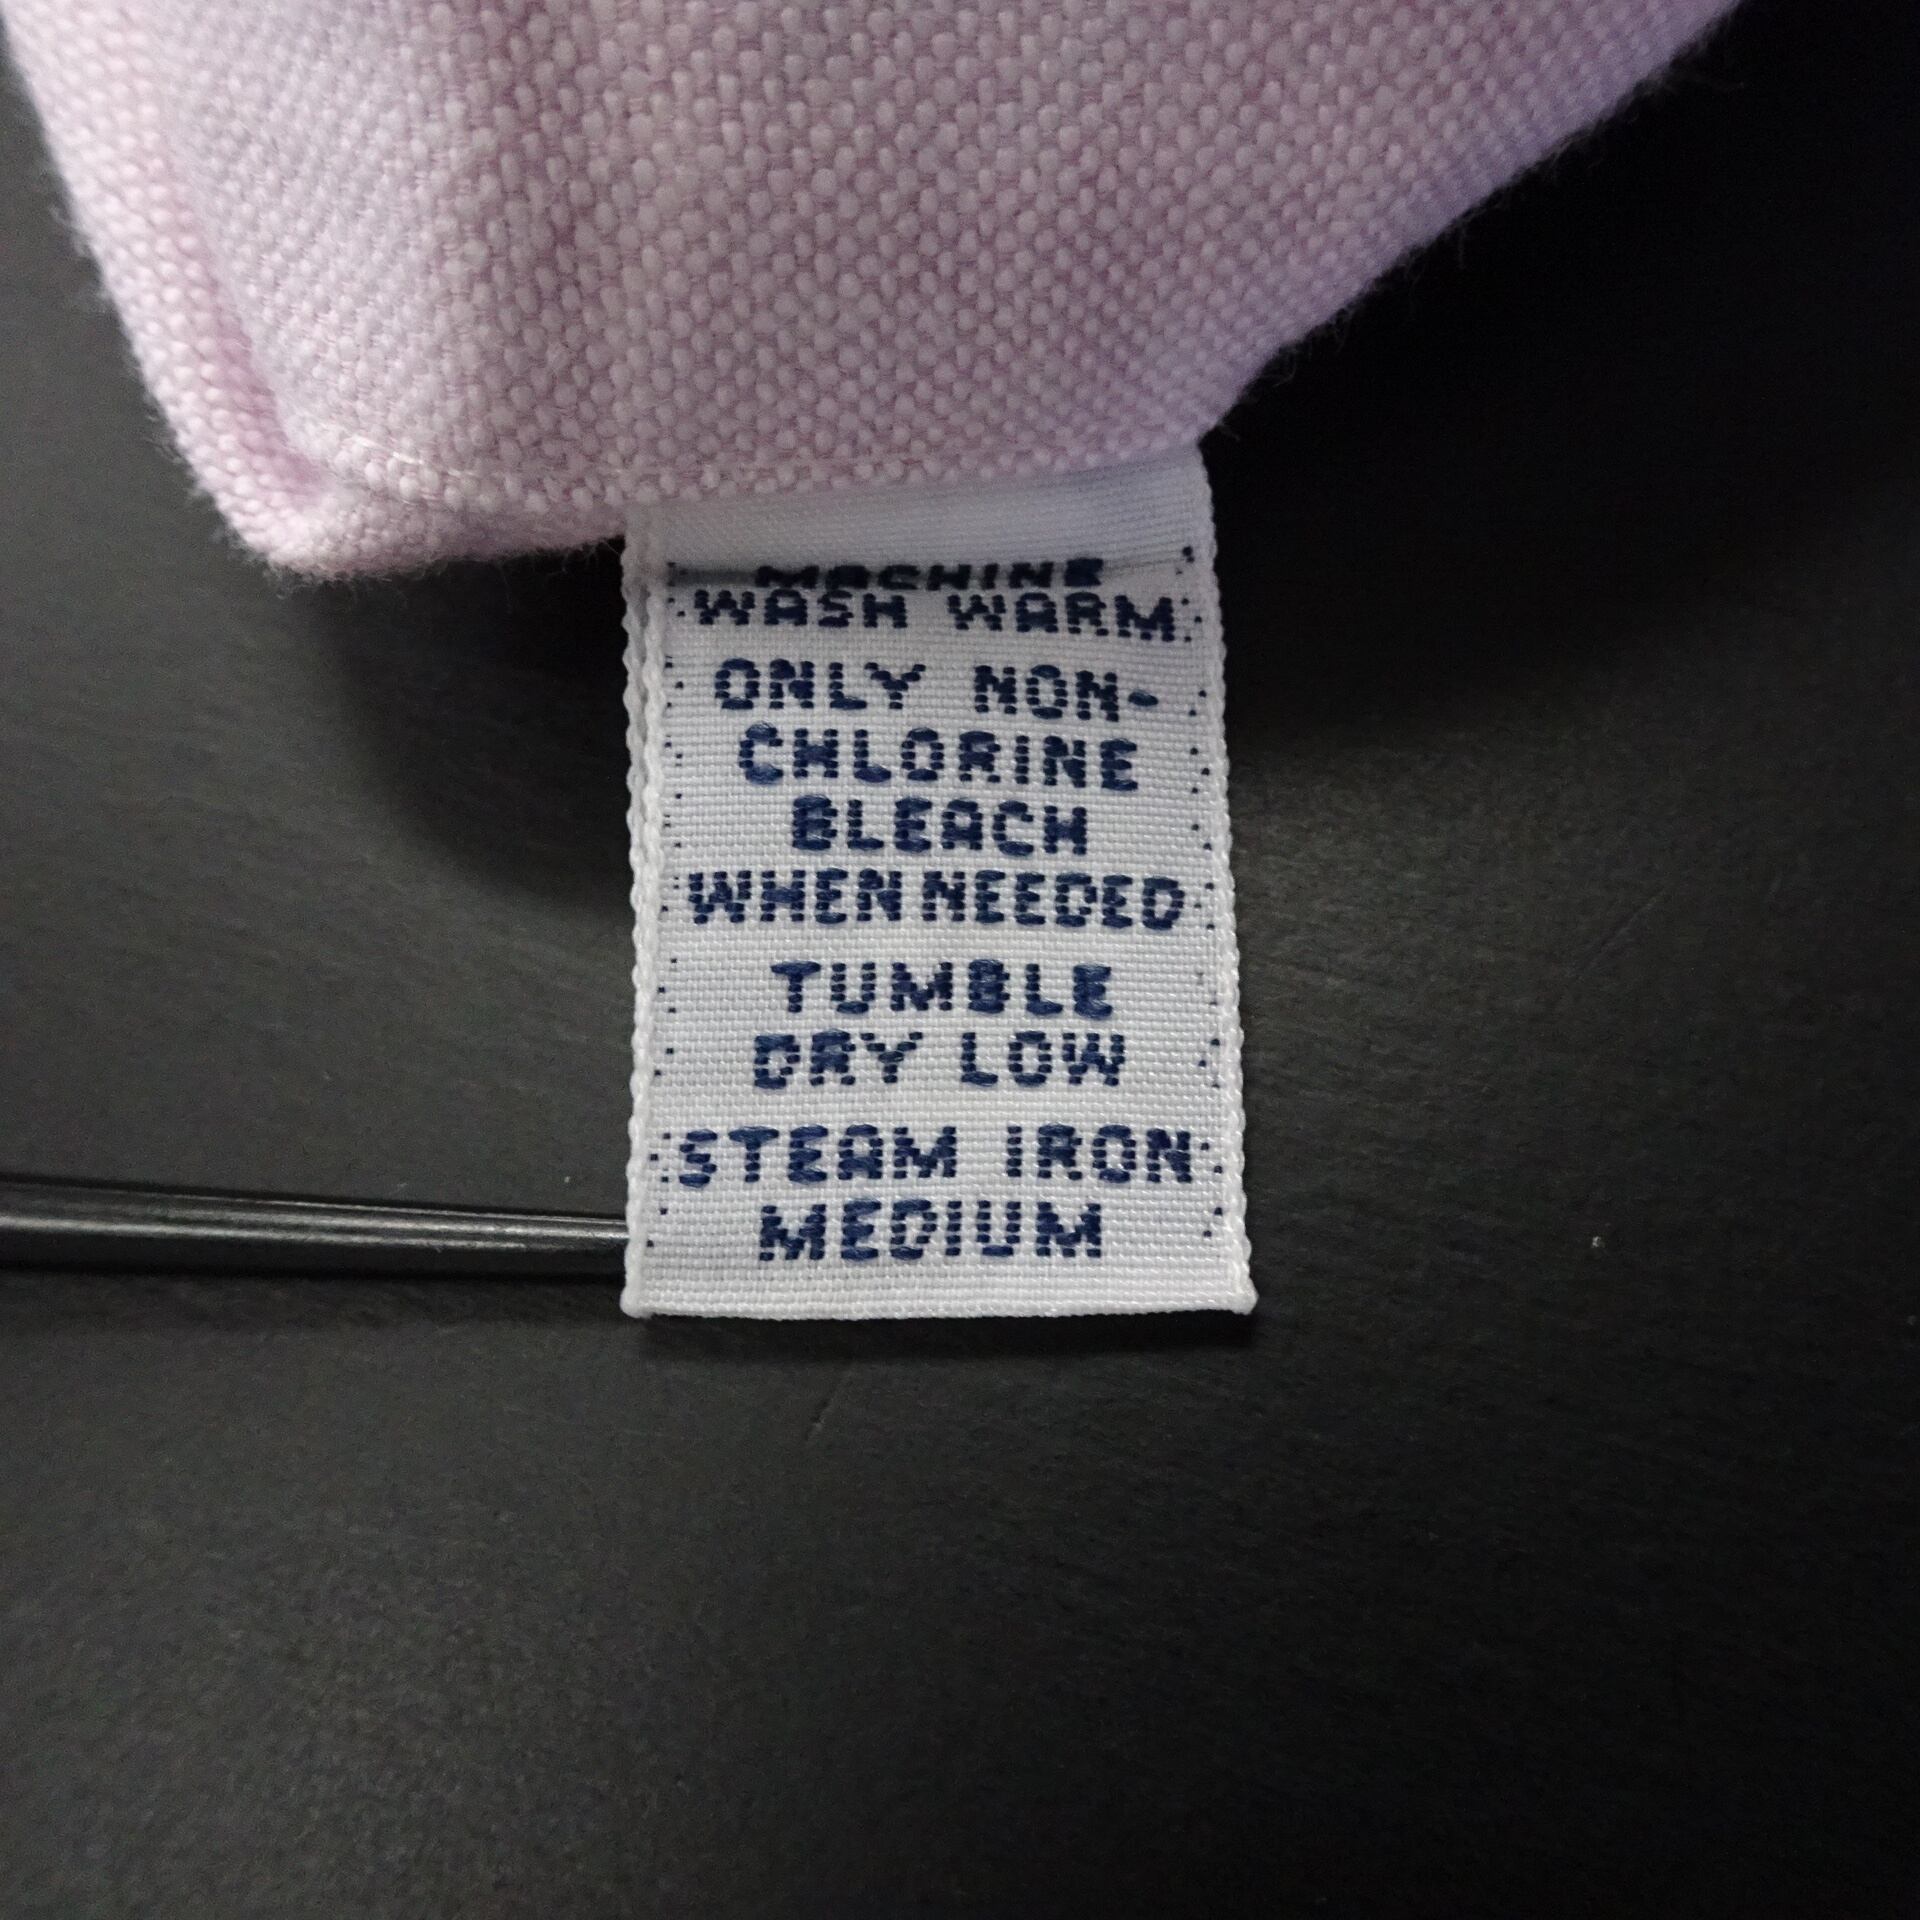 MACHINE
WASH WARM
ONLY NON-
CHLORINE
BLEACH
WHEN NEEDED
TUMBLE
DRY LOW
STEAM IRON
MEDIUM